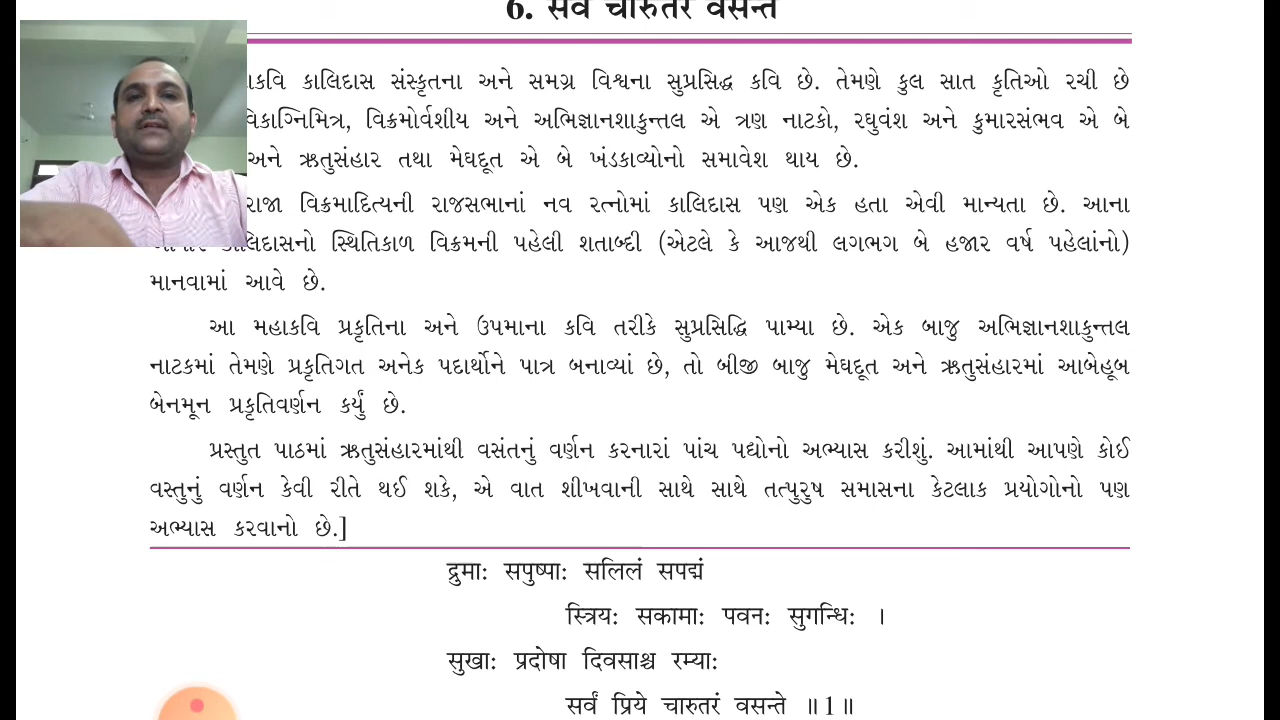 6. सर्वं चारुतरं वसन्ते
કાલિદાસ સંસ્કૃતના અને સમગ્ર વિશ્વના સુપ્રસિદ્ધ કવિ છે. તેમણે કુલ સાત કૃતિઓ રચી છે
વિક્રમોર્વશીય અને અભિજ્ઞાનશાકુન્તલ એ ત્રણ નાટકો, રઘુવંશ અને કુમારસંભવ એ બે
અને ઋતુસંહાર તથા મેઘદૂત એ બે ખંડકાવ્યોનો સમાવેશ થાય છે.
રાજા વિક્રમાદિત્યની રાજસભાનાં નવ રત્નોમાં કાલિદાસ પણ એક હતા એવી માન્યતા છે. આના
કાલિદાસનો સ્થિતિકાળ વિક્રમની પહેલી શતાબ્દી (એટલે કે આજથી લગભગ બે હજાર વર્ષ પહેલાંનો)
માનવામાં આવે છે.
આ મહાકવિ પ્રકૃતિના અને ઉપમાના કવિ તરીકે સુપ્રસિદ્ધિ પામ્યા છે. એક બાજુ અભિજ્ઞાનશાકુન્તલ
નાટકમાં તેમણે પ્રકૃતિગત અનેક પદાર્થોને પાત્ર બનાવ્યાં છે, તો બીજી બાજુ મેઘદૂત અને ઋતુસંહારમાં આબેહૂબ
બેનમૂન પ્રકૃતિવર્ણન કર્યું છે.
પ્રસ્તુત પાઠમાં ઋતુસંહારમાંથી વસંતનું વર્ણન કરનારાં પાંચ પદ્યોનો અભ્યાસ કરીશું. આમાંથી આપણે કોઈ
વસ્તુનું વર્ણન કેવી રીતે થઈ શકે, એ વાત શીખવાની સાથે સાથે તત્પુરુષ સમાસના કેટલાક પ્રયોગોનો પણ
અભ્યાસ કરવાનો છે.]
द्रुमाः सपुष्पाः सलिलं सपद्मं
स्त्रियः सकामाः पवनः सुगन्धिः ।
सुखाः प्रदोषा दिवसाश्च रम्याः
सर्वं प्रिये चारुतरं वसन्ते ॥1॥